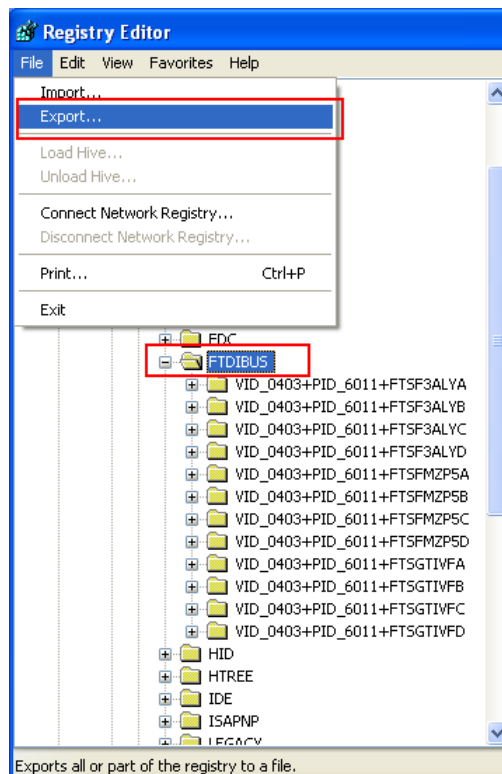 Registry Editor
File Edit View Favorites Help
Import...
Export...
Load Hive...
Unload Hive...
Connect Network Registry...
Disconnect Network Registry...
Print... Ctrl+P
Exit
FDC
FTDIBUS
VID_0403+PID_6011+FTSF3ALYA
VID_0403+PID_6011+FTSF3ALYB
VID_0403+PID_6011+FTSF3ALYC
VID_0403+PID_6011+FTSF3ALYD
VID_0403+PID_6011+FTSFMZP5A
VID_0403+PID_6011+FTSFMZP5B
VID_0403+PID_6011+FTSFMZP5C
VID_0403+PID_6011+FTSFMZP5D
VID_0403+PID_6011+FTSGTIVFA
VID_0403+PID_6011+FTSGTIVFB
VID_0403+PID_6011+FTSGTIVFC
VID_0403+PID_6011+FTSGTIVFD
HID
HTREE
IDE
ISAPNP
LEGACY
Exports all or part of the registry to a file.